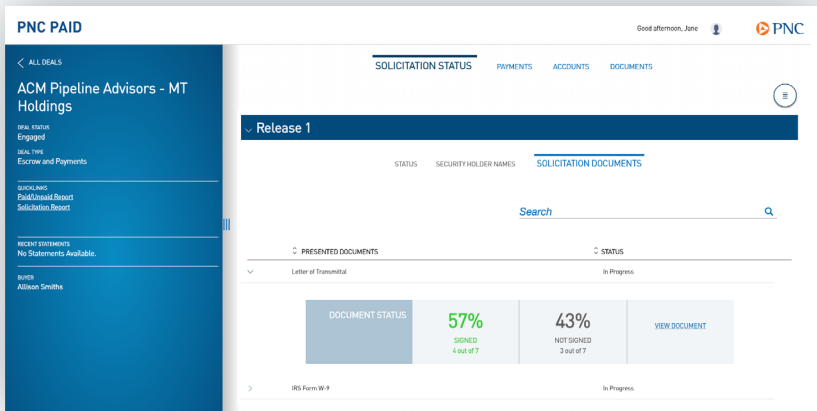 PNC PAID
Good afternoon, Jane
PNC
ALL DEALS
ACM Pipeline Advisors - MT
Holdings
DEAL STATUS
Engaged
DEAL TYPE
Escrow and Payments
QUICKLINKS
Paid/Unpaid Report
Solicitation Report
RECENT STATEMENTS
No Statements Available.
BUYER
Allison Smiths
SOLICITATION STATUS PAYMENTS ACCOUNTS DOCUMENTS
Release 1
STATUS SECURITY HOLDER NAMES SOLICITATION DOCUMENTS
Search
PRESENTED DOCUMENTS STATUS
Letter of Transmittal In Progress
DOCUMENT STATUS
57%
SIGNED
4 out of 7
43%
NOT SIGNED
3 out of 7
VIEW DOCUMENT
IRS Form W-9 In Progress